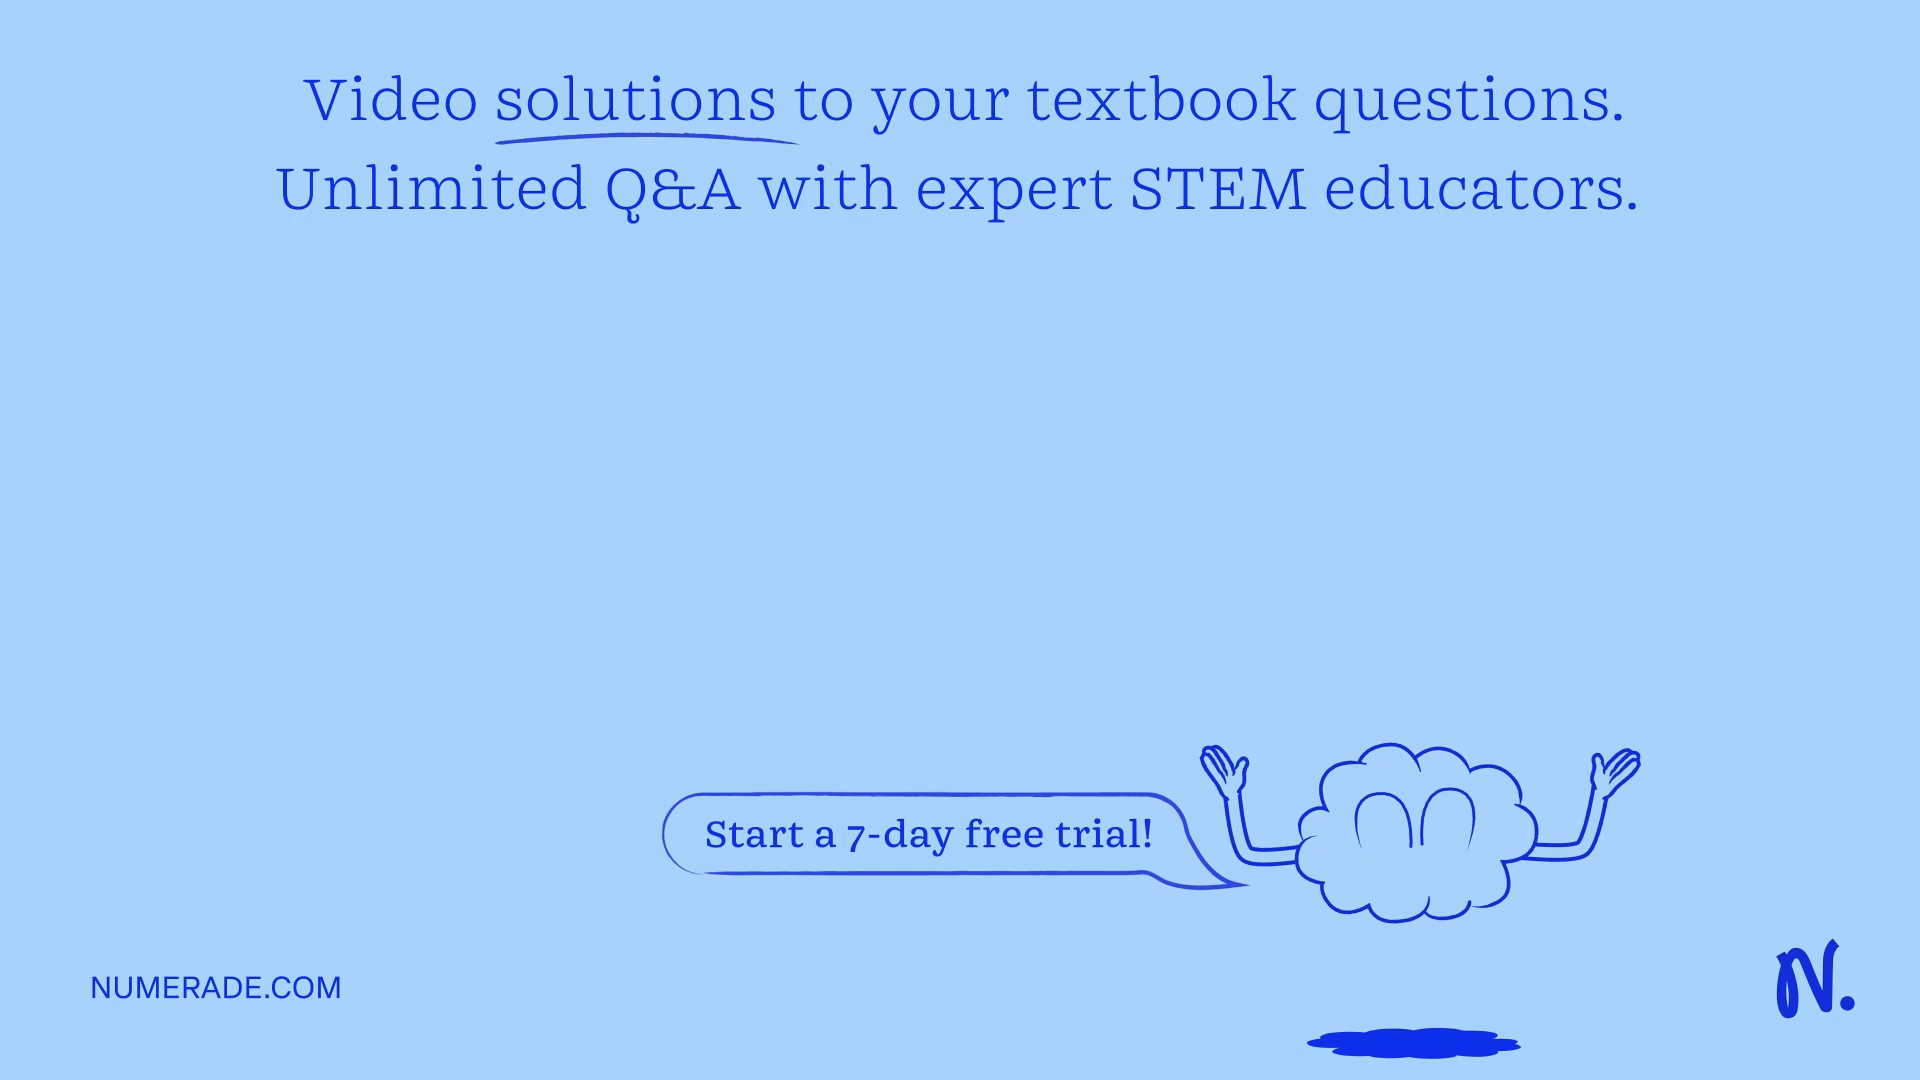 Video solutions to your textbook questions.
Unlimited Q&A with expert STEM educators.
Start a 7-day free trial!
NUMERADE.COM
N.